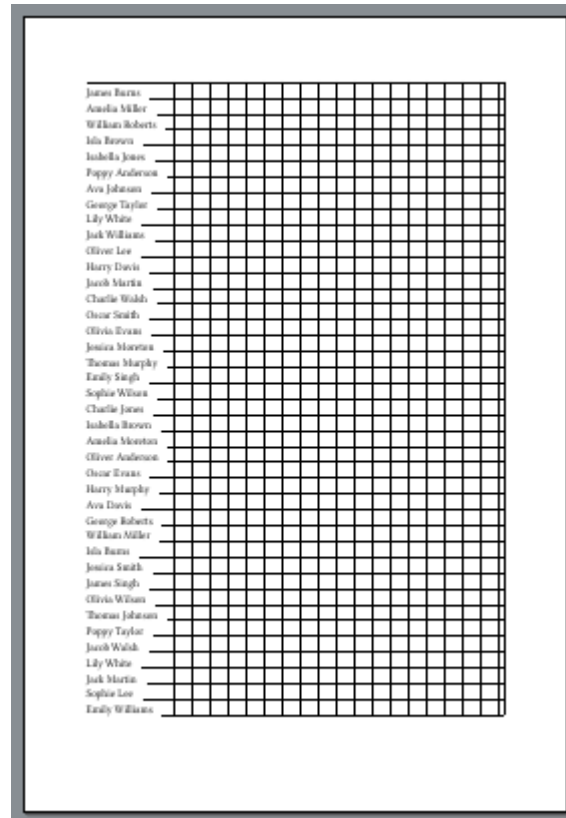 James Burns
Amelia Miller
William Roberts
Isla Brown
Isabella Jones
Poppy Anderson
Ava Johnson
George Taylor
Lily White
Jack Williams
Oliver Lee
Harry Davis
Jacob Martin
Charlie Walsh
Oscar Smith
Olivia Evans
Jessica Moreton
Thomas Murphy
Emily Singh
Sophie Wilson
Charlie Jones
Isabella Brown
Amelia Moreton
Oliver Anderson
Oscar Evans
Harry Murphy
Ava Davis
George Roberts
William Miller
Isla Burns
Jessica Smith
James Singh
Olivia Wilson
Thomas Johnson
Poppy Taylor
Jacob Walsh
Lily White
Jack Martin
Sophie Lee
Emily Williams